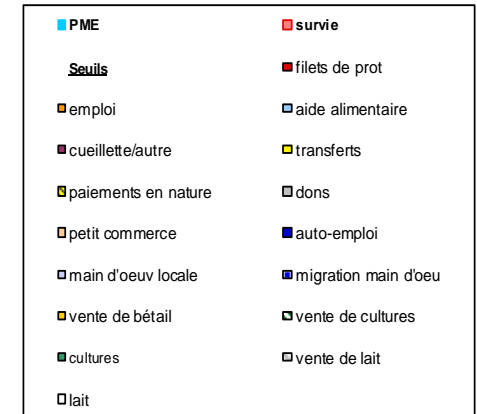 PME survie
Seuils filets de prot
emploi aide alimentaire
cueillette/autre transferts
paiements en nature dons
petit commerce auto-emploi
main d'oeuv locale migration main d'oeu
vente de bétail vente de cultures
cultures vente de lait
lait